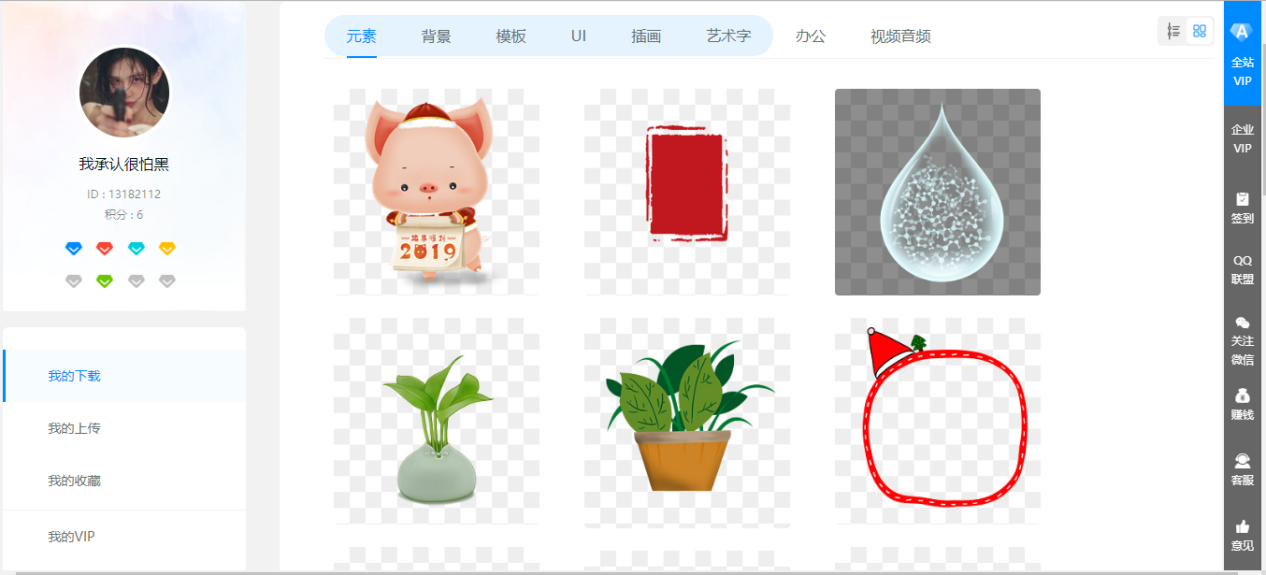 元素
背景
模板
UI
插画
艺术字
办公
视频音频
我承认很怕黑
ID : 13182112
积分 : 6
我的下载
我的上传
我的收藏
我的VIP
2019
全站
VIP
企业
VIP
签到
QQ
联盟
关注
微信
赚钱
客服
意见